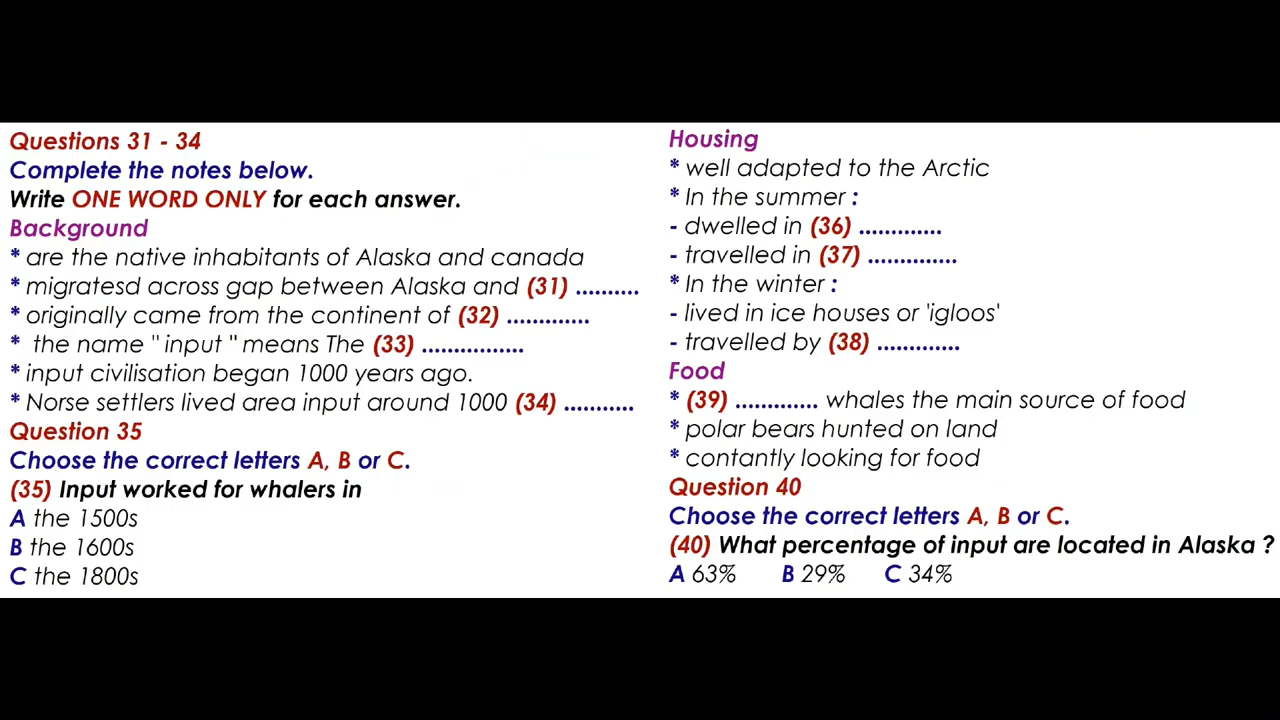 Questions 31 - 34
Complete the notes below.
Write ONE WORD ONLY for each answer.
Background
* are the native inhabitants of Alaska and canada
* migratesd across gap between Alaska and (31) ..........
* originally came from the continent of (32) .............
* the name " input " means The (33) ................
* input civilisation began 1000 years ago.
* Norse settlers lived area input around 1000 (34) ...........
Question 35
Choose the correct letters A, B or C.
(35) Input worked for whalers in
A the 1500s
B the 1600s
C the 1800s
Housing
* well adapted to the Arctic
* In the summer :
- dwelled in (36) .............
- travelled in (37) ..............
* In the winter :
- lived in ice houses or 'igloos'
- travelled by (38) .............
Food
* (39) ............. whales the main source of food
* polar bears hunted on land
* contantly looking for food
Question 40
Choose the correct letters A, B or C.
(40) What percentage of input are located in Alaska ?
A 63% B 29% C 34%